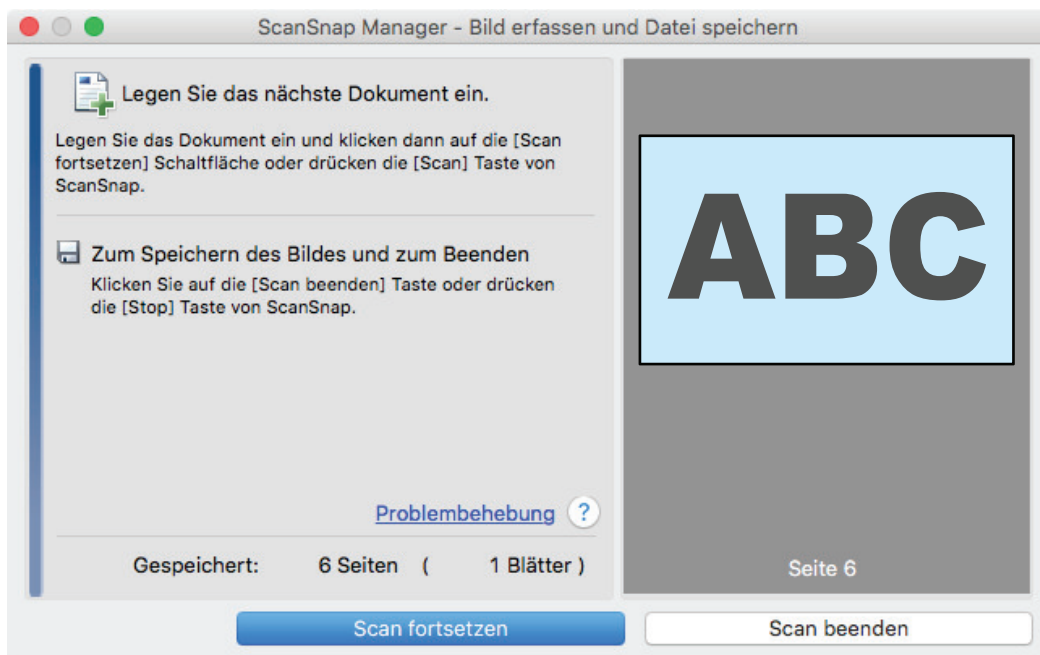 ScanSnap Manager - Bild erfassen und Datei speichern
Legen Sie das nächste Dokument ein.
Legen Sie das Dokument ein und klicken dann auf die [Scan
fortsetzen] Schaltfläche oder drücken die [Scan] Taste von
ScanSnap.
Zum Speichern des Bildes und zum Beenden
Klicken Sie auf die [Scan beenden] Taste oder drücken
die [Stop] Taste von ScanSnap.
Problembehebung ?
Gespeichert: 6 Seiten ( 1 Blätter )
ABC
Seite 6
Scan fortsetzen
Scan beenden